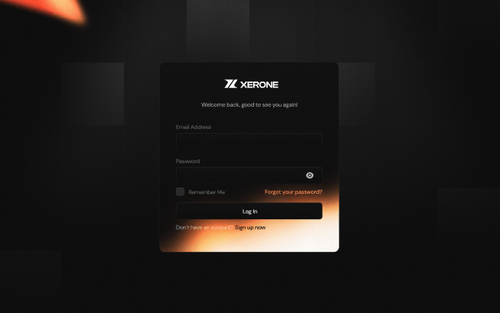 XERONE
Welcome back, good to see you again!
Email Address
Password
Remember Me
Forgot your password?
Log In
Don't have an account? Sign up now